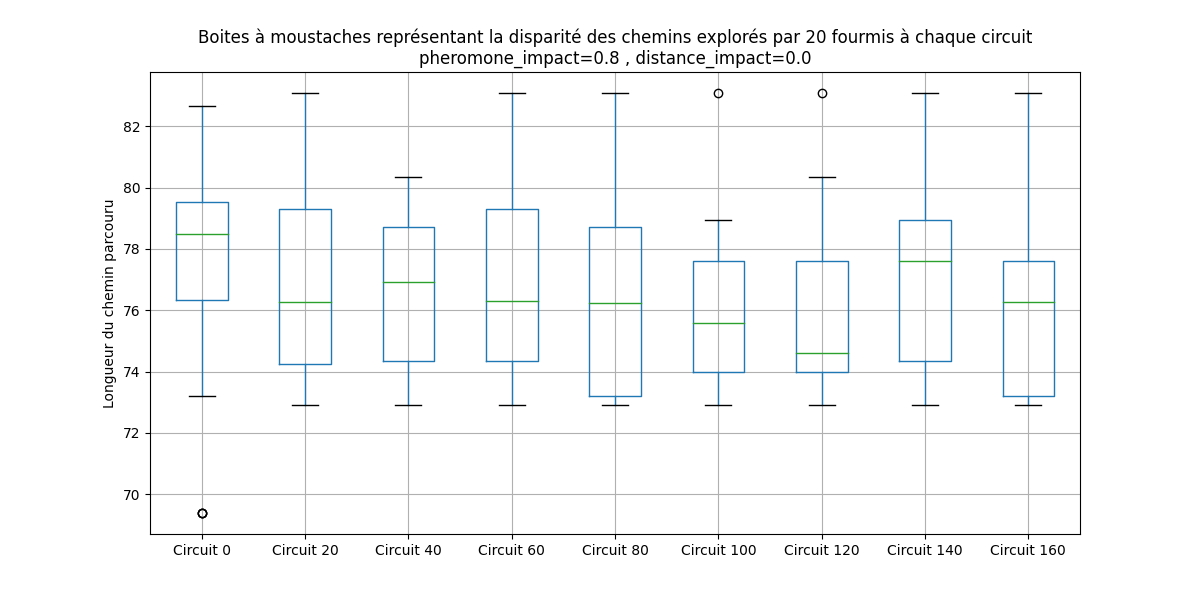 Boites à moustaches représentant la disparité des chemins explorés par 20 fourmis à chaque circuit
pheromone_impact=0.8 , distance_impact=0.0
Longueur du chemin parcouru
82
80
78
76
74
72
70
Circuit 0
Circuit 20
Circuit 40
Circuit 60
Circuit 80
Circuit 100
Circuit 120
Circuit 140
Circuit 160